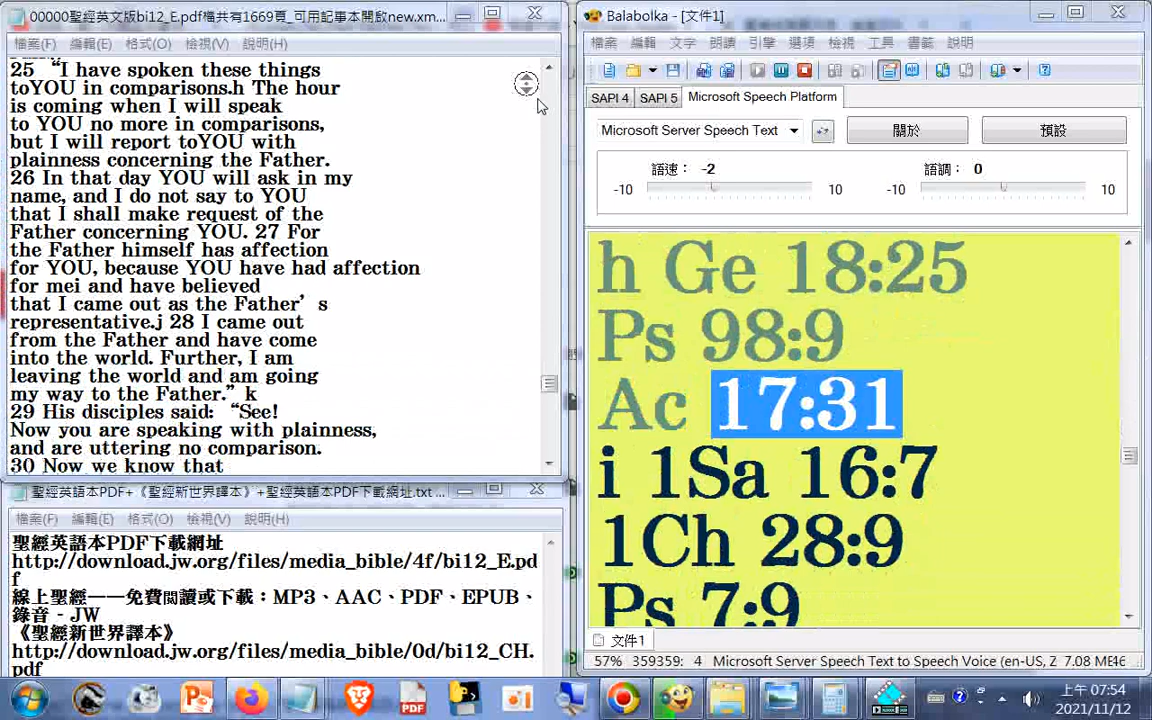 00000聖經英文版bi12_E.pdf檔共有1669頁_可用記事本開啟new.xm...
檔案(F) 編輯(E) 格式(O) 檢視(V) 說明(H)
25 “I have spoken these things
toYOU in comparisons.h The hour
is coming when I will speak
to YOU no more in comparisons,
but I will report toYOU with
plainness concerning the Father.
26 In that day YOU will ask in my
name, and I do not say to YOU
that I shall make request of the
Father concerning YOU. 27 For
the Father himself has affection
for YOU, because YOU have had affection
for mei and have believed
that I came out as the Father’s
representative.j 28 I came out
from the Father and have come
into the world. Further, I am
leaving the world and am going
my way to the Father.” k
29 His disciples said: “See!
Now you are speaking with plainness,
and are uttering no comparison.
30 Now we know that
聖經英語本PDF+《聖經新世界譯本》+聖經英語本PDF下載網址.txt ...
檔案(F) 編輯(E) 格式(O) 檢視(V) 說明(H)
聖經英語本PDF下載網址
http://download.jw.org/files/media_bible/4f/bi12_E.pd
f
線上聖經——免費閱讀或下載：MP3、AAC、PDF、EPUB、
錄音 - JW
《聖經新世界譯本》
http://download.jw.org/files/media_bible/0d/bi12_CH.
pdf
Balabolka - [文件1]
檔案 編輯 文字 朗讀 引擎 選項 檢視 工具 書籤 說明
SAPI 4 SAPI 5 Microsoft Speech Platform
Microsoft Server Speech Text 關於 預設
語速： -2 語調： 0
-10 10 -10 10
h Ge 18:25
Ps 98:9
Ac 17:31
i 1Sa 16:7
1Ch 28:9
Ps 7:9
文件1
57% 359359: 4 Microsoft Server Speech Text to Speech Voice (en-US, Z 7.08 ME46
上午 07:54
2021/11/12